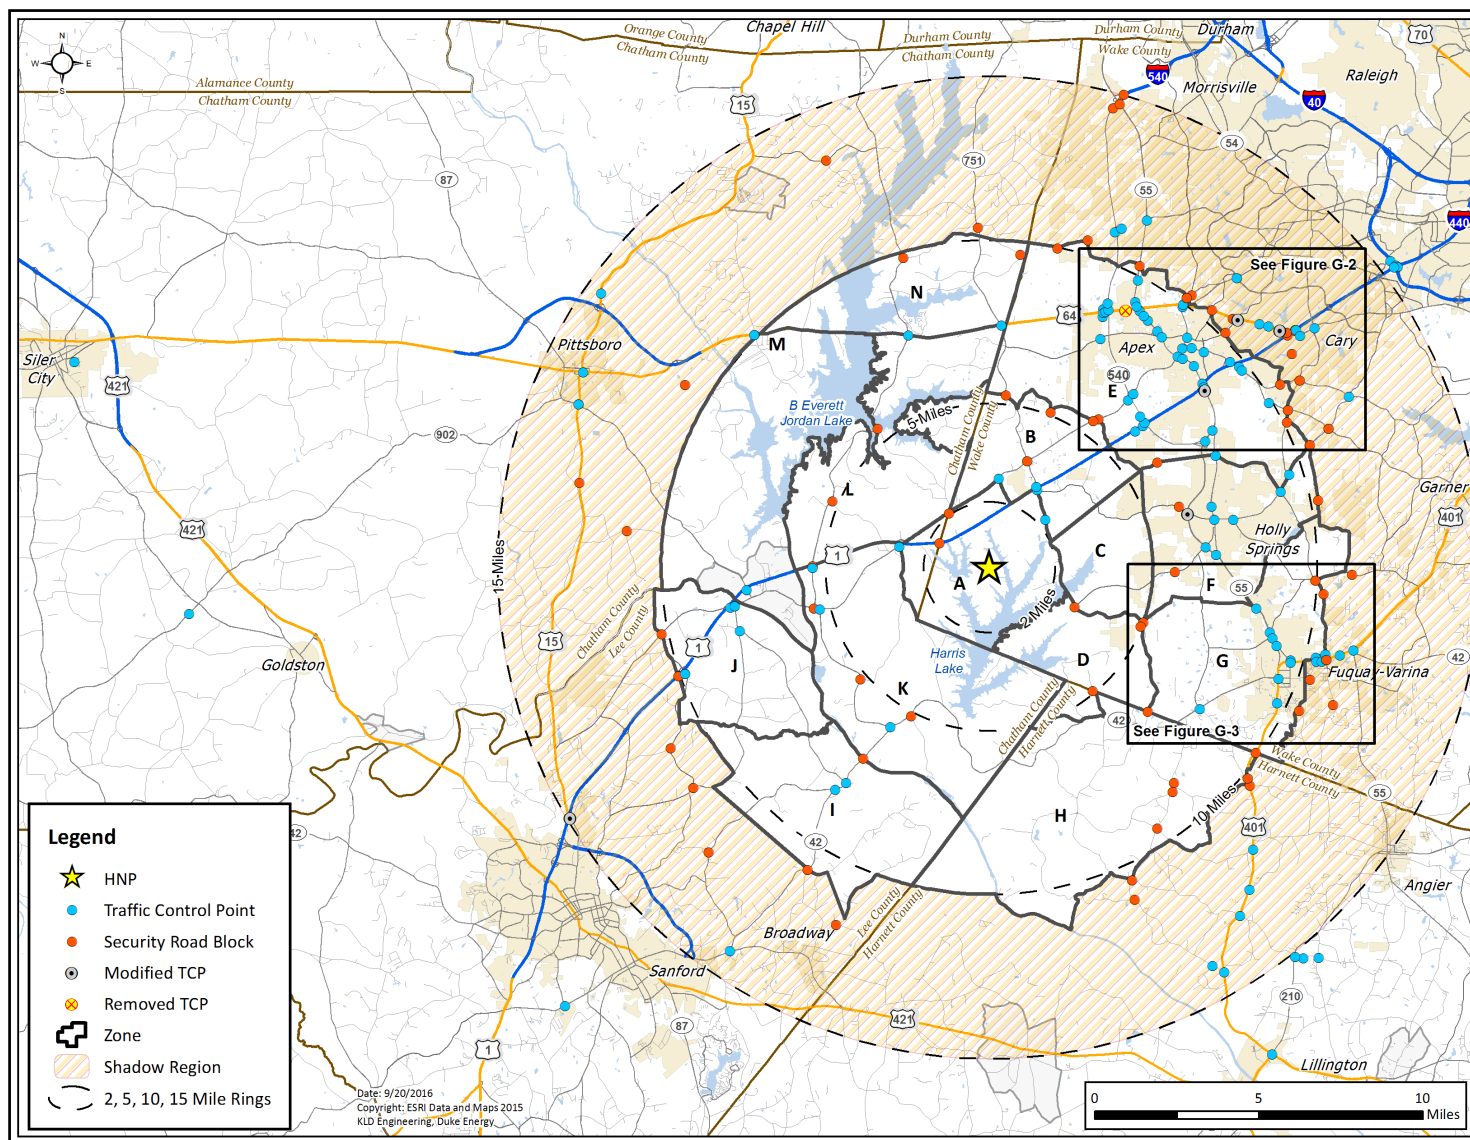 Orange County
Chatham County
Chapel Hill
Durham County
Chatham County
Durham County
Wake County
Durham
70
Raleigh
N
W
E
S
Alamance County
Chatham County
15
540
Morrisville
40
54
87
751
55
440
See Figure G-2
N
64
M
Pittsboro
Siler
City
421
Apex
Cary
540
E
B Everett
Jordan Lake
5 Miles
Chatham County
Wake County
B
902
L
Garner
401
421
Holly
Springs
15 Miles
1
C
A
F
55
2 Miles
Chatham County
Lee County
15
1
Goldston
J
Harris
Lake
D
G
Fuquay-Varina
42
K
Chatham County
Harnett County
42
See Figure G-3
Wake County
Harnett County
55
10 Miles
I
H
401
42
42
Angier
Lee County
Harnett County
Broadway
Sanford
210
421
87
1
Lillington
Legend
HNP
Traffic Control Point
Security Road Block
Modified TCP
Removed TCP
Zone
Shadow Region
2, 5, 10, 15 Mile Rings
Date: 9/20/2016
Copyright: ESRI Data and Maps 2015
KLD Engineering, Duke Energy
0 5 10
Miles